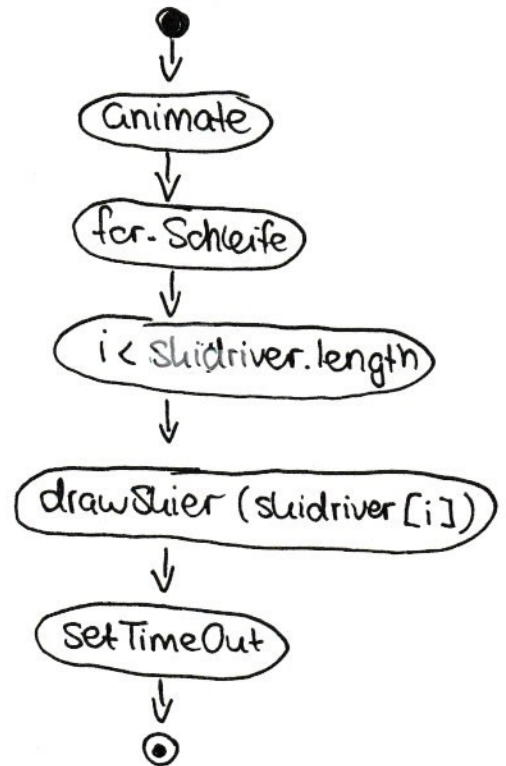 animate
for-Schleife
i < skidriver.length
drawSkier (skidriver [i])
setTimeOut